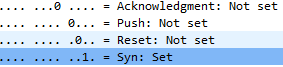 .... ...0 .... = Acknowledgment: Not set
.... .... 0... = Push: Not set
.... .... .0.. = Reset: Not set
.... .... ..1. = Syn: Set